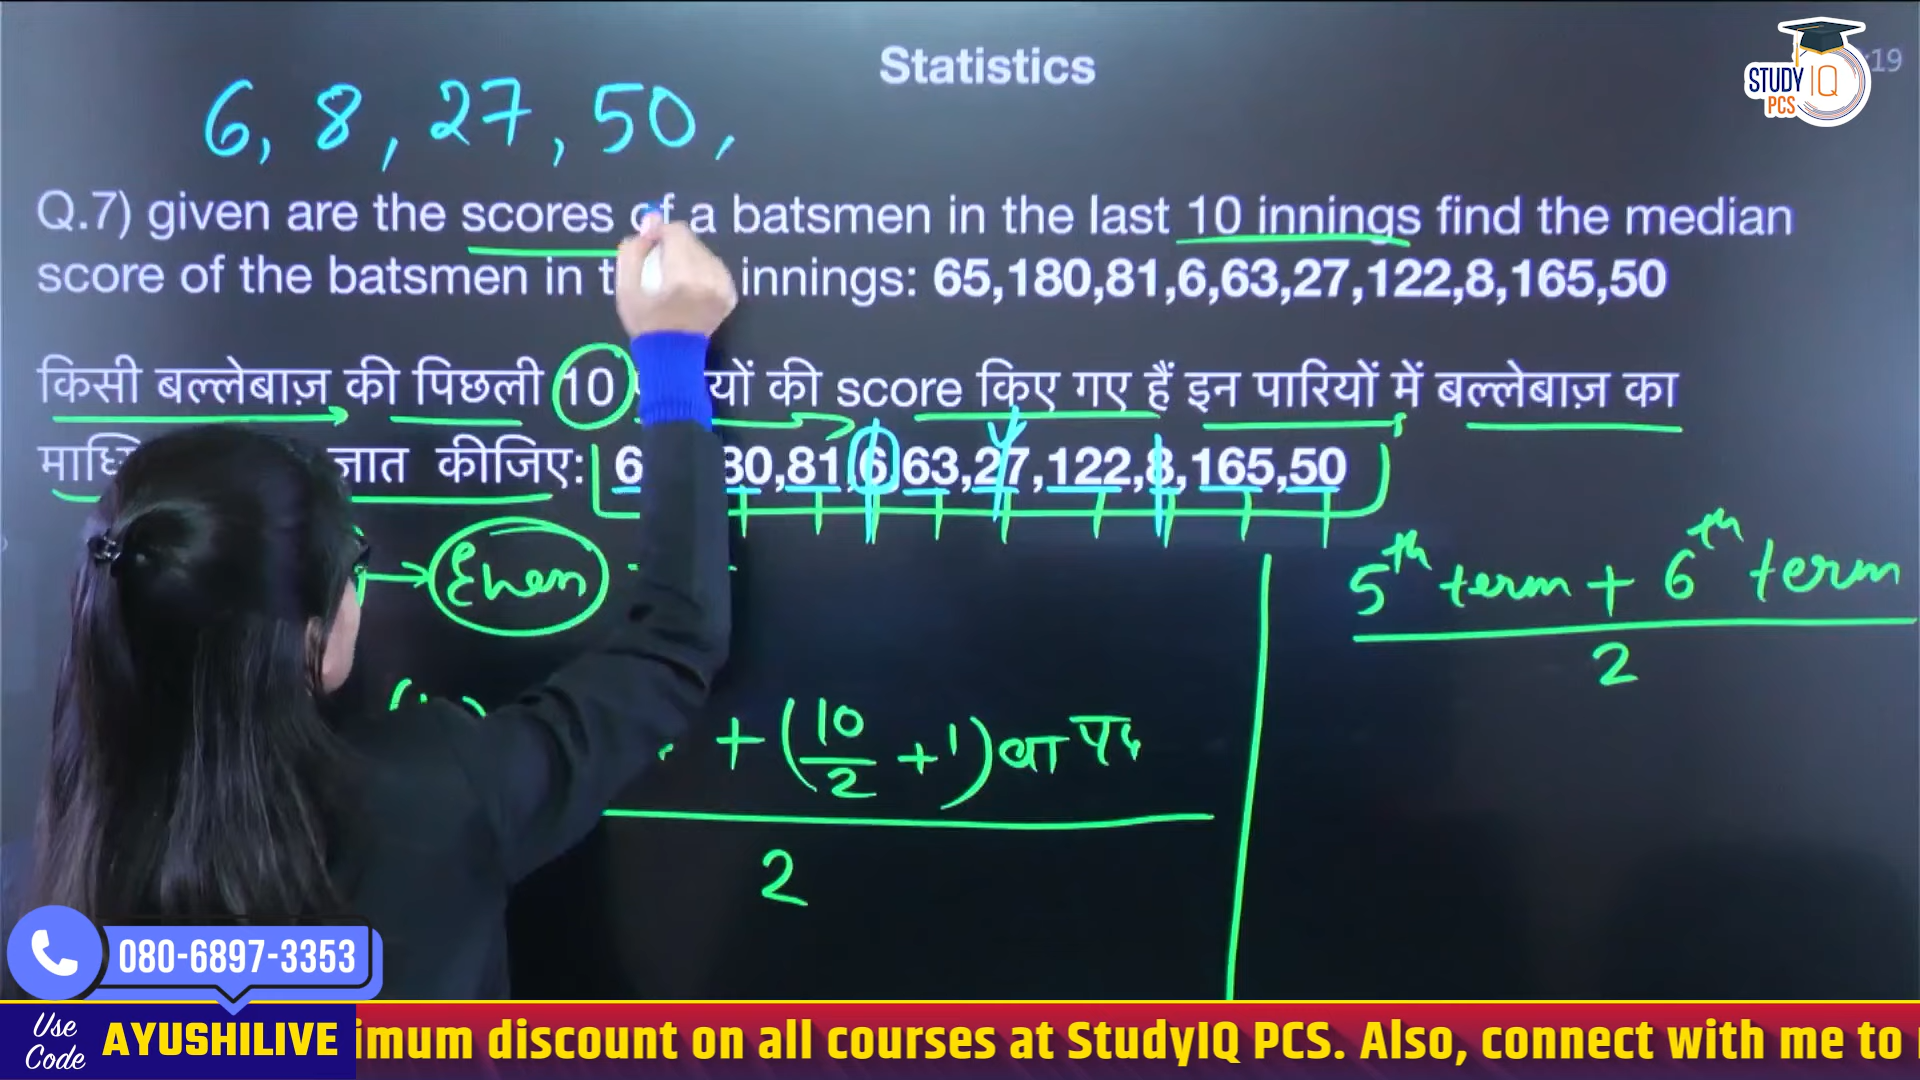 Statistics
:19
STUDY IQ
PCS
6, 8, 27, 50,
Q.7) given are the scores of a batsmen in the last 10 innings find the median
score of the batsmen in innings: 65,180,81,6,63,27,122,8,165,50
किसी बल्लेबाज़ की पिछली 10 यों की score किए गए हैं इन पारियों में बल्लेबाज़ का
ज्ञात कीजिए: 6 80,81,6,63,27,122,8,165,50
→ Even
5th term + 6th term
2
+ (10/2 + 1) वा पद
2
080-6897-3353
Use Code AYUSHILIVE
imum discount on all courses at StudyIQ PCS. Also, connect with me to